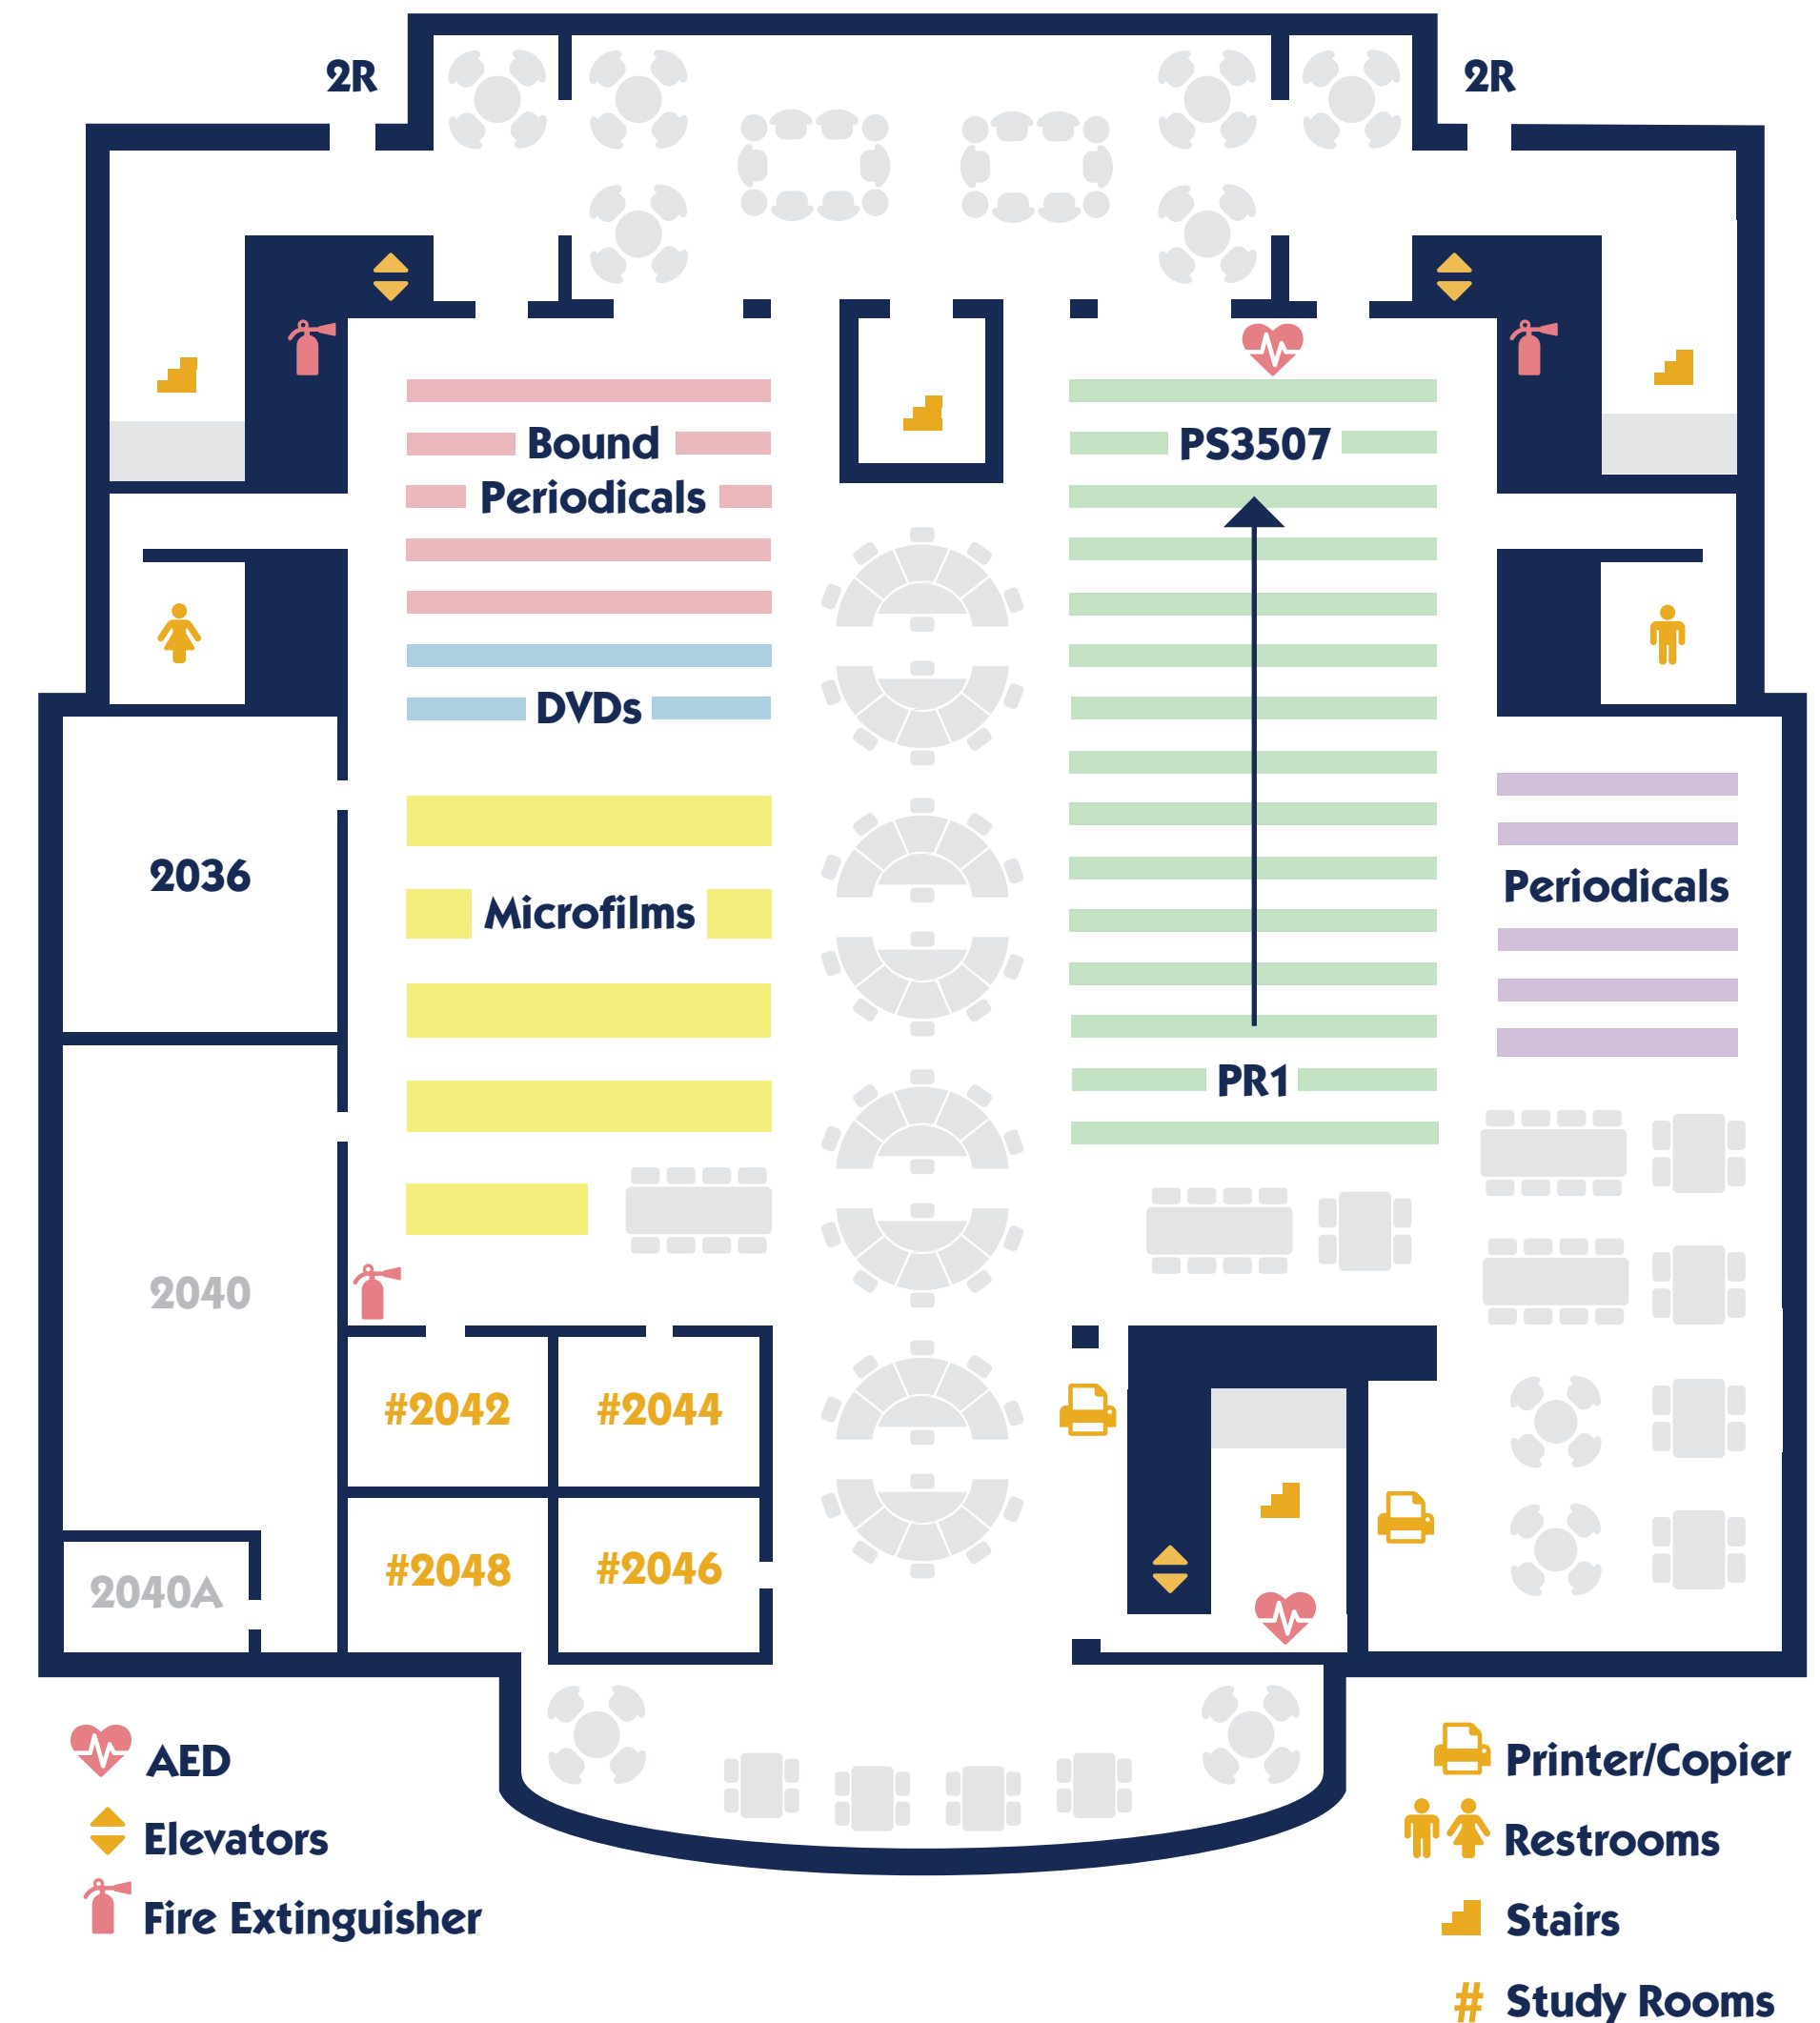 2R
2R
Bound
Periodicals
PS3507
DVDs
2036
Microfilms
Periodicals
PR1
2040
#2042
#2044
#2048
#2046
2040A
AED
Elevators
Fire Extinguisher
Printer/Copier
Restrooms
Stairs
# Study Rooms